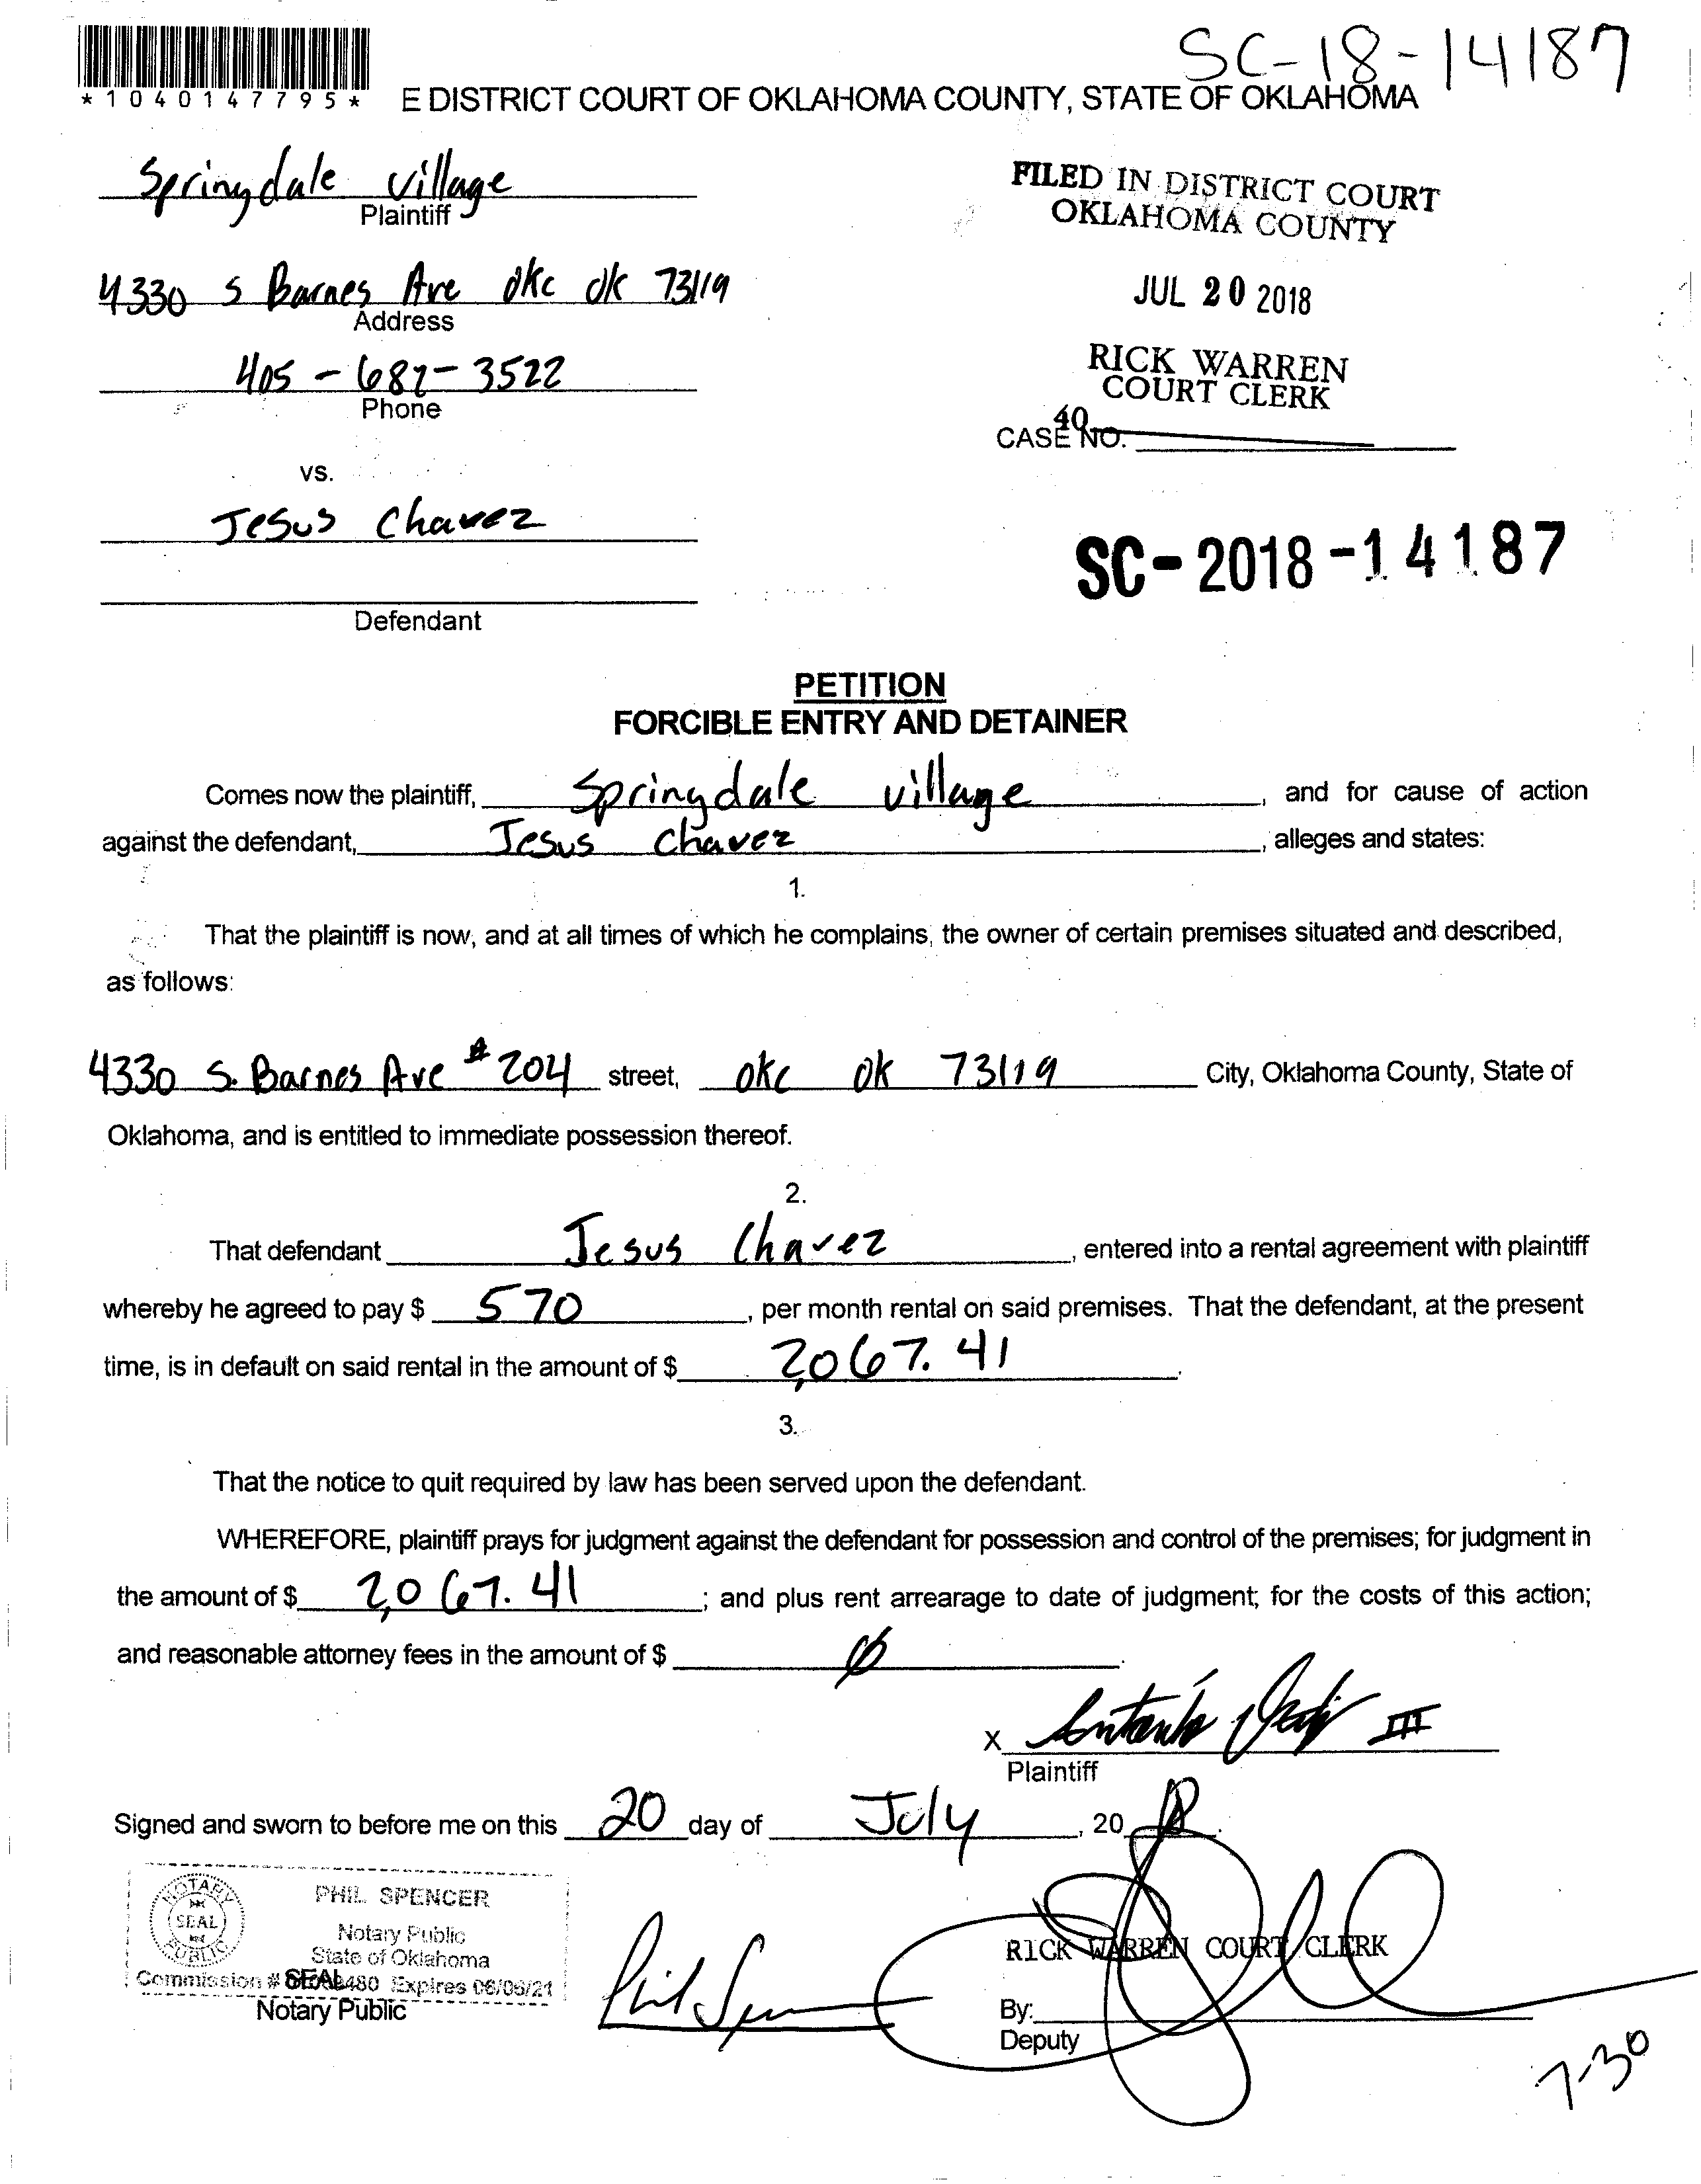 SC-18-14187
*1040147795*
E DISTRICT COURT OF OKLAHOMA COUNTY, STATE OF OKLAHOMA
Springdale Village
Plaintiff
FILED IN DISTRICT COURT
OKLAHOMA COUNTY
4330 S Barnes Ave OKC OK 73119
Address
JUL 20 2018
405-682-3522
Phone
RICK WARREN
COURT CLERK
40
CASE NO.
vs.
Jesus Chavez
SC-2018-14187
Defendant
PETITION
FORCIBLE ENTRY AND DETAINER
Comes now the plaintiff, Springdale Village, and for cause of action
against the defendant, Jesus Chavez, alleges and states:
1.
That the plaintiff is now, and at all times of which he complains, the owner of certain premises situated and described,
as follows:
4330 S. Barnes Ave #204 street, OKC OK 73119 City, Oklahoma County, State of
Oklahoma, and is entitled to immediate possession thereof.
2.
That defendant Jesus Chavez, entered into a rental agreement with plaintiff
whereby he agreed to pay $ 570, per month rental on said premises. That the defendant, at the present
time, is in default on said rental in the amount of $ 2,067.41.
3.
That the notice to quit required by law has been served upon the defendant.
WHEREFORE, plaintiff prays for judgment against the defendant for possession and control of the premises; for judgment in
the amount of $ 2,067.41; and plus rent arrearage to date of judgment; for the costs of this action;
and reasonable attorney fees in the amount of $ 0.
X Antonio III
Plaintiff
Signed and sworn to before me on this 20 day of July, 20 18.
NOTARY PUBLIC
SEAL
PHIL SPENCER
Notary Public
State of Oklahoma
Commission # Expires 06/06/21
SEAL
Notary Public
Phil Spencer
RICK WARREN COURT CLERK
By:
Deputy
7-30